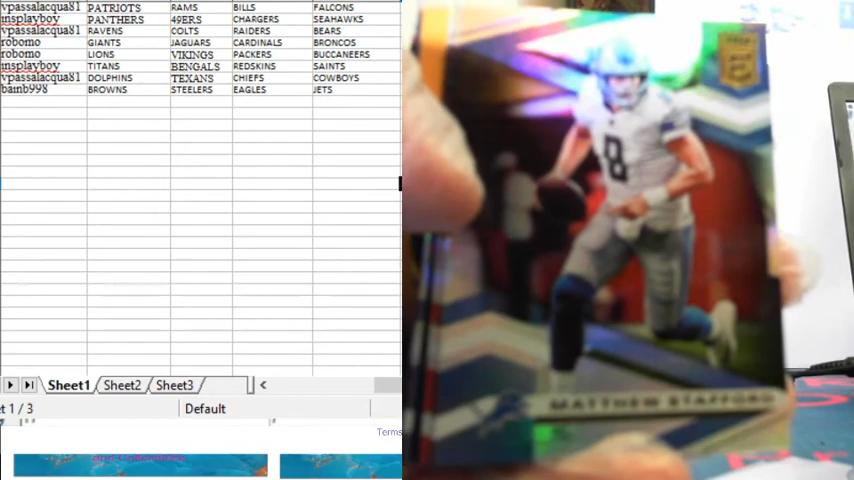 vpassalacqua81 PATRIOTS RAMS BILLS FALCONS
insplayboy PANTHERS 49ERS CHARGERS SEAHAWKS
vpassalacqua81 RAVENS COLTS RAIDERS BEARS
robomo GIANTS JAGUARS CARDINALS BRONCOS
robomo LIONS VIKINGS PACKERS BUCCANEERS
insplayboy TITANS BENGALS REDSKINS SAINTS
vpassalacqua81 DOLPHINS TEXANS CHIEFS COWBOYS
bainb998 BROWNS STEELERS EAGLES JETS
8
MATTHEW STAFFORD
Sheet1 Sheet2 Sheet3
t 1 / 3 Default
Terms